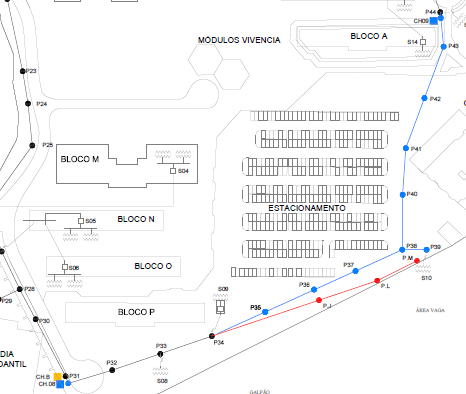 P44
CH09
BLOCO A
S14
MÓDULOS VIVENCIA
P43
P23
P42
P24
P25
P41
BLOCO M
S04
P40
ESTACIONAMENTO
S05
BLOCO N
P38
P39
P.M
S06
BLOCO O
P37
S10
P.L
P28
S09
P36
P29
P.J
BLOCO P
P35
ÁREA VAGA
P30
P34
DIA
P33
ANTIL
P32
CH.B
P31
S08
CH.08
GALPÃO